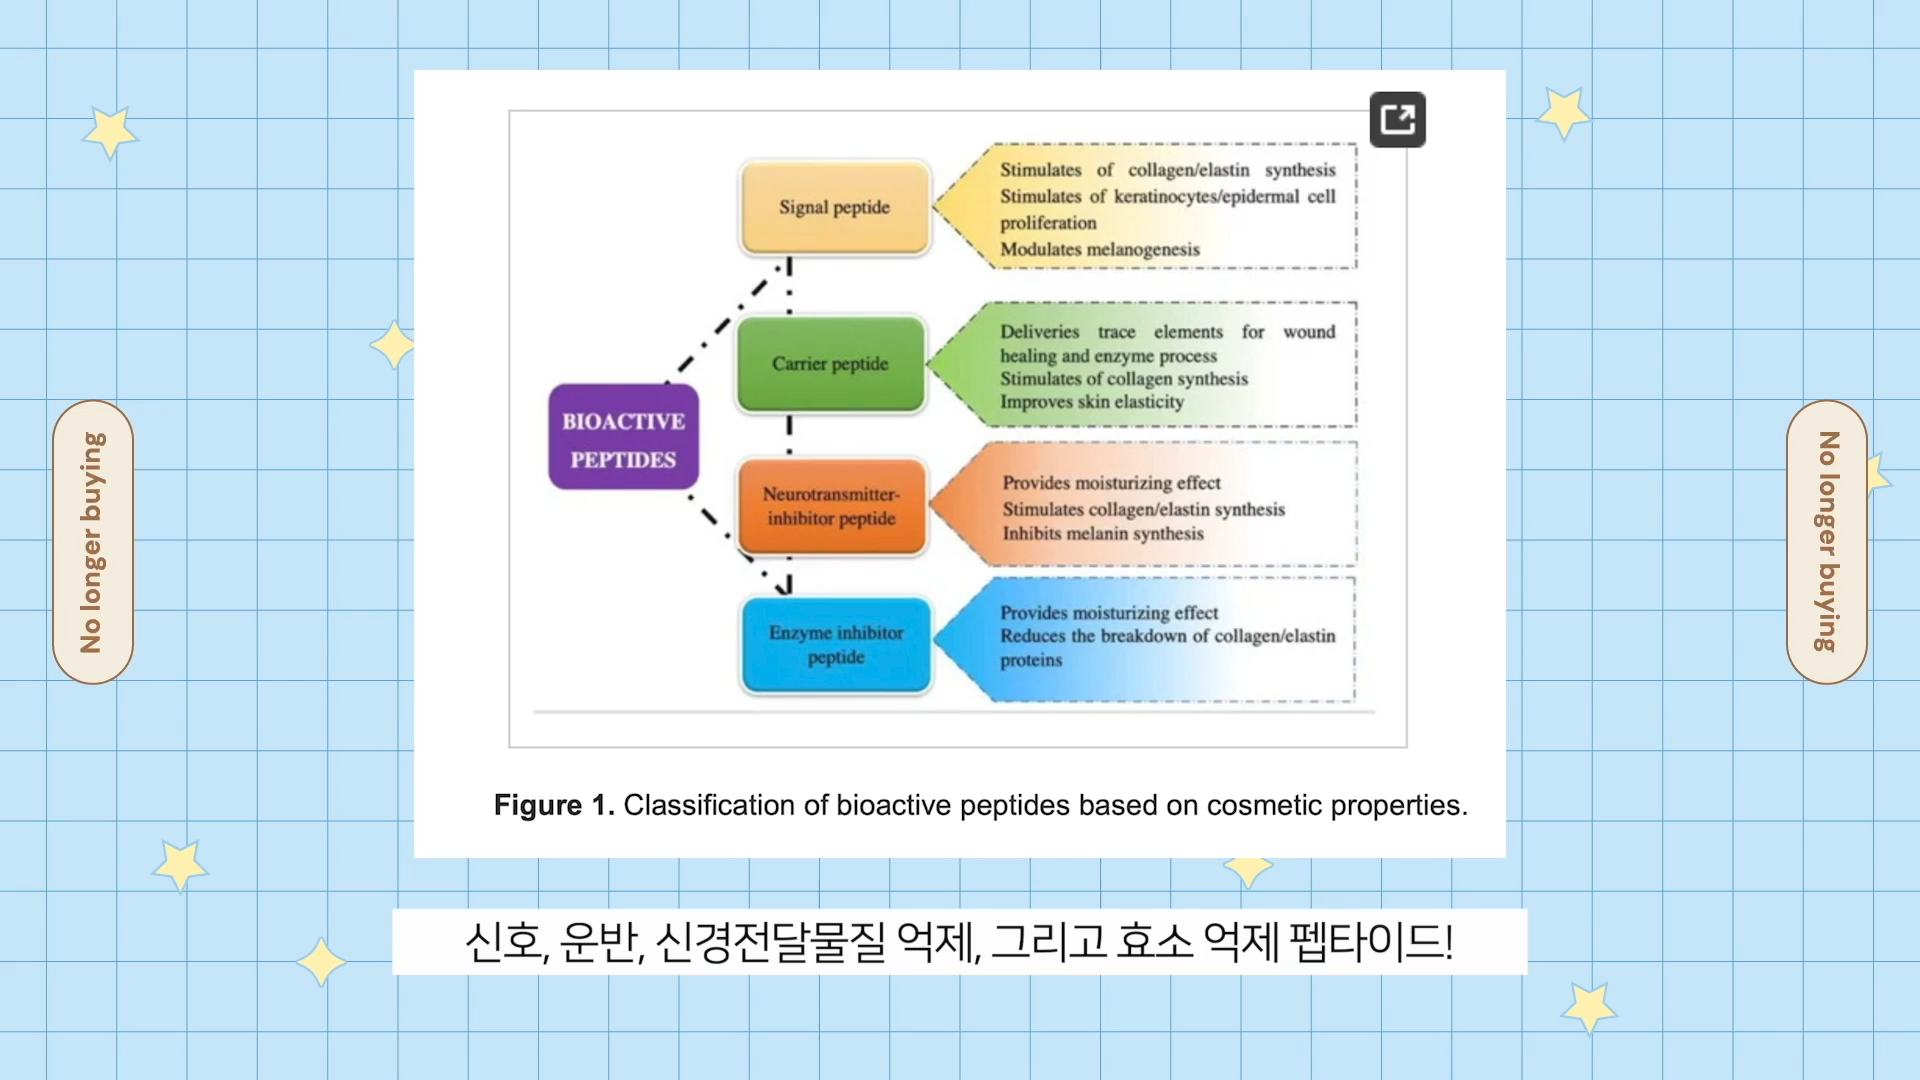 No longer buying
BIOACTIVE
PEPTIDES
Signal peptide
Stimulates of collagen/elastin synthesis
Stimulates of keratinocytes/epidermal cell
proliferation
Modulates melanogenesis
Carrier peptide
Deliveries trace elements for wound
healing and enzyme process
Stimulates of collagen synthesis
Improves skin elasticity
Neurotransmitter-
inhibitor peptide
Provides moisturizing effect
Stimulates collagen/elastin synthesis
Inhibits melanin synthesis
Enzyme inhibitor
peptide
Provides moisturizing effect
Reduces the breakdown of collagen/elastin
proteins
Figure 1. Classification of bioactive peptides based on cosmetic properties.
신호, 운반, 신경전달물질 억제, 그리고 효소 억제 펩타이드!
No longer buying